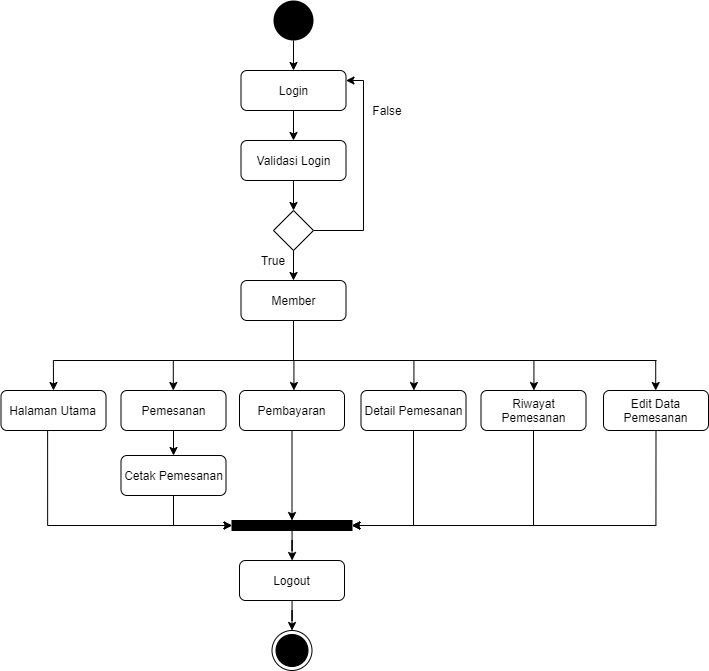 Login
False
Validasi Login
True
Member
Halaman Utama
Pemesanan
Pembayaran
Detail Pemesanan
Riwayat
Pemesanan
Edit Data
Pemesanan
Cetak Pemesanan
Logout